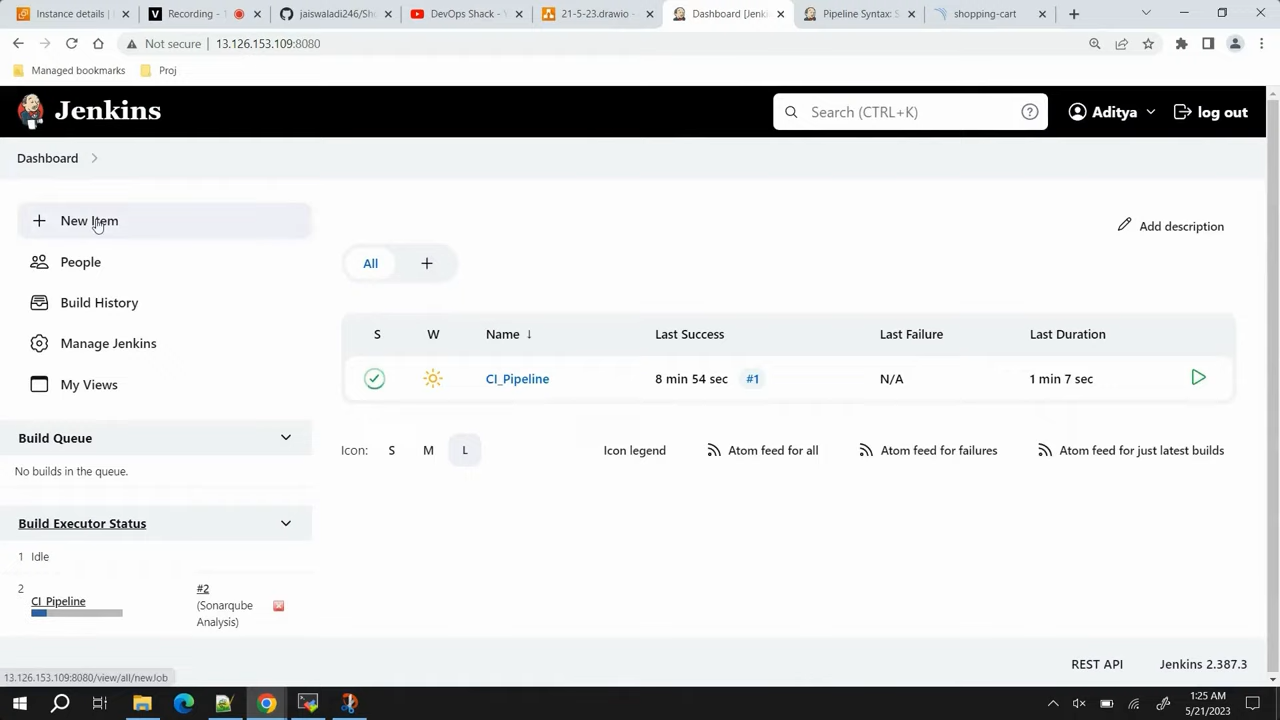 Instance details | I
Recording - 1
jaiswaladi246/Sho
DevOps Shack - Y
21-5-23.drawio -
Dashboard [Jenki
Pipeline Syntax: S
shopping-cart
Not secure 13.126.153.109:8080
Managed bookmarks Proj
Jenkins
Search (CTRL+K)
Aditya
log out
Dashboard
New Item
People
Build History
Manage Jenkins
My Views
Build Queue
No builds in the queue.
Build Executor Status
1 Idle
2
CI_Pipeline
#2
(Sonarqube
Analysis)
Add description
All +
S W Name ↓ Last Success Last Failure Last Duration
CI_Pipeline 8 min 54 sec #1 N/A 1 min 7 sec
Icon: S M L Icon legend Atom feed for all Atom feed for failures Atom feed for just latest builds
REST API Jenkins 2.387.3
13.126.153.109:8080/view/all/newJob
1:25 AM
5/21/2023